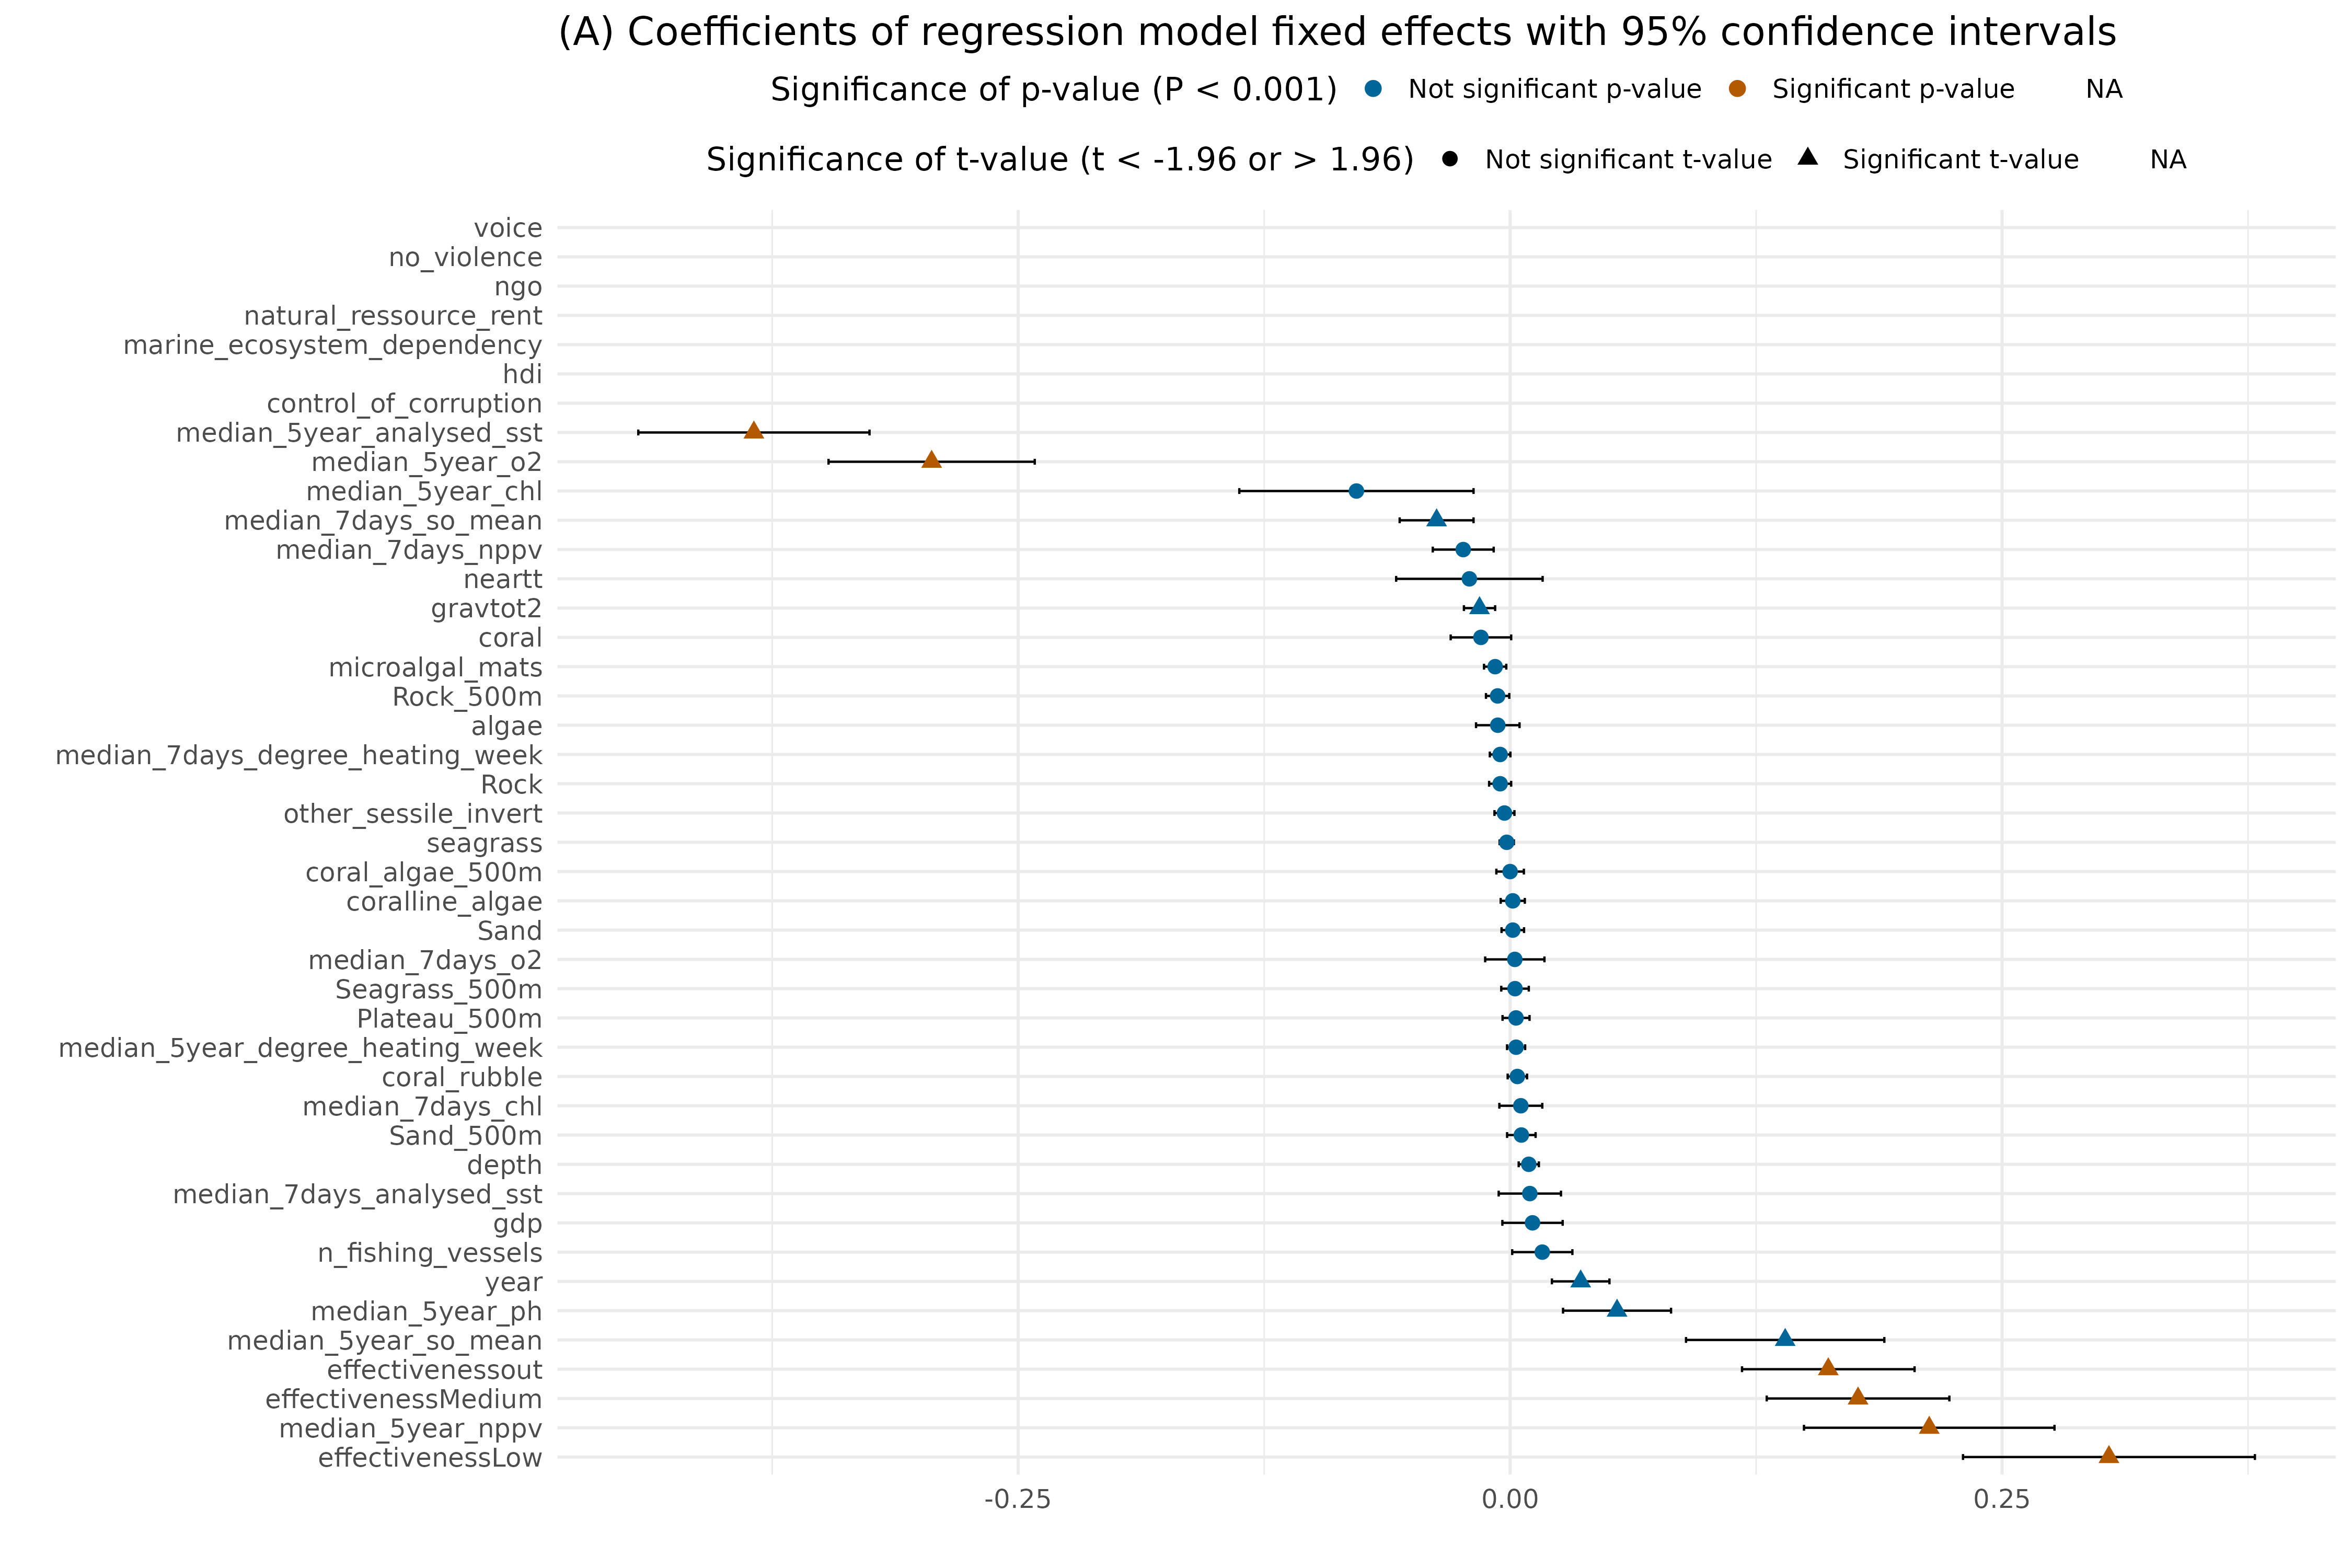 (A) Coefficients of regression model fixed effects with 95% confidence intervals
Significance of p-value (P < 0.001) Not significant p-value Significant p-value NA
Significance of t-value (t < -1.96 or > 1.96) Not significant t-value Significant t-value NA
voice
no_violence
ngo
natural_ressource_rent
marine_ecosystem_dependency
hdi
control_of_corruption
median_5year_analysed_sst
median_5year_o2
median_5year_chl
median_7days_so_mean
median_7days_nppv
neartt
gravtot2
coral
microalgal_mats
Rock_500m
algae
median_7days_degree_heating_week
Rock
other_sessile_invert
seagrass
coral_algae_500m
coralline_algae
Sand
median_7days_o2
Seagrass_500m
Plateau_500m
median_5year_degree_heating_week
coral_rubble
median_7days_chl
Sand_500m
depth
median_7days_analysed_sst
gdp
n_fishing_vessels
year
median_5year_ph
median_5year_so_mean
effectivenessout
effectivenessMedium
median_5year_nppv
effectivenessLow
-0.25 0.00 0.25